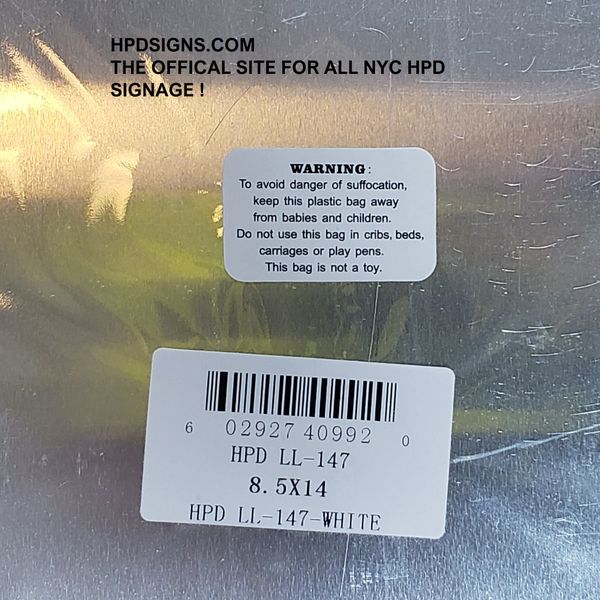 HPDSIGNS.COM
THE OFFICAL SITE FOR ALL NYC HPD
SIGNAGE !
WARNING:
To avoid danger of suffocation,
keep this plastic bag away
from babies and children.
Do not use this bag in cribs, beds,
carriages or play pens.
This bag is not a toy.
6 02927 40992 0
HPD LL-147
8.5X14
HPD LL-147-WHITE